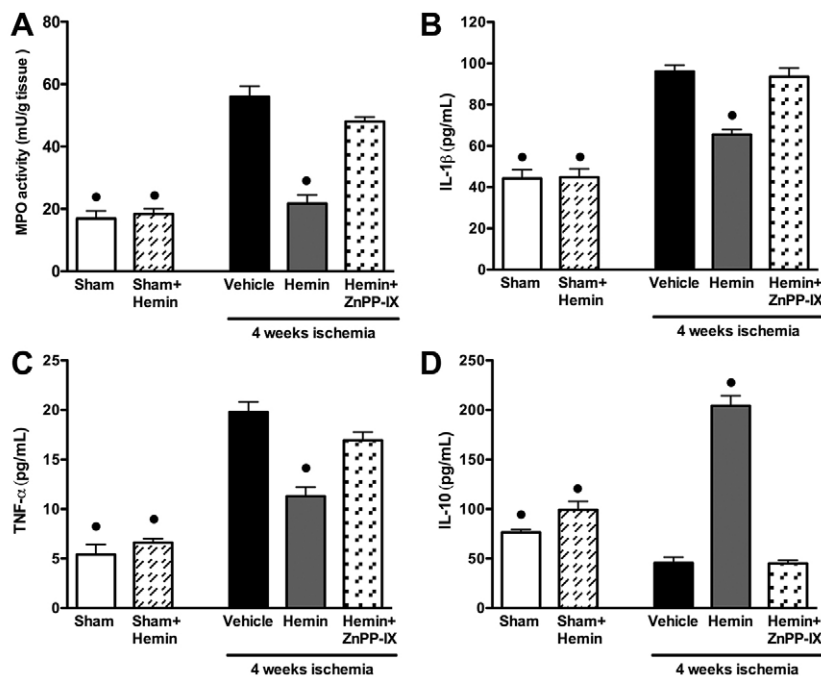 A
MPO activity (mU/g tissue )
80
60
40
20
0
Sham
Sham+
Hemin
Vehicle
Hemin
Hemin+
ZnPP-IX
4 weeks ischemia
B
IL-1β (pg/mL)
120
100
80
60
40
20
0
Sham
Sham+
Hemin
Vehicle
Hemin
Hemin+
ZnPP-IX
4 weeks ischemia
C
TNF-α (pg/mL)
25
20
15
10
5
0
Sham
Sham+
Hemin
Vehicle
Hemin
Hemin+
ZnPP-IX
4 weeks ischemia
D
IL-10 (pg/mL)
250
200
150
100
50
0
Sham
Sham+
Hemin
Vehicle
Hemin
Hemin+
ZnPP-IX
4 weeks ischemia